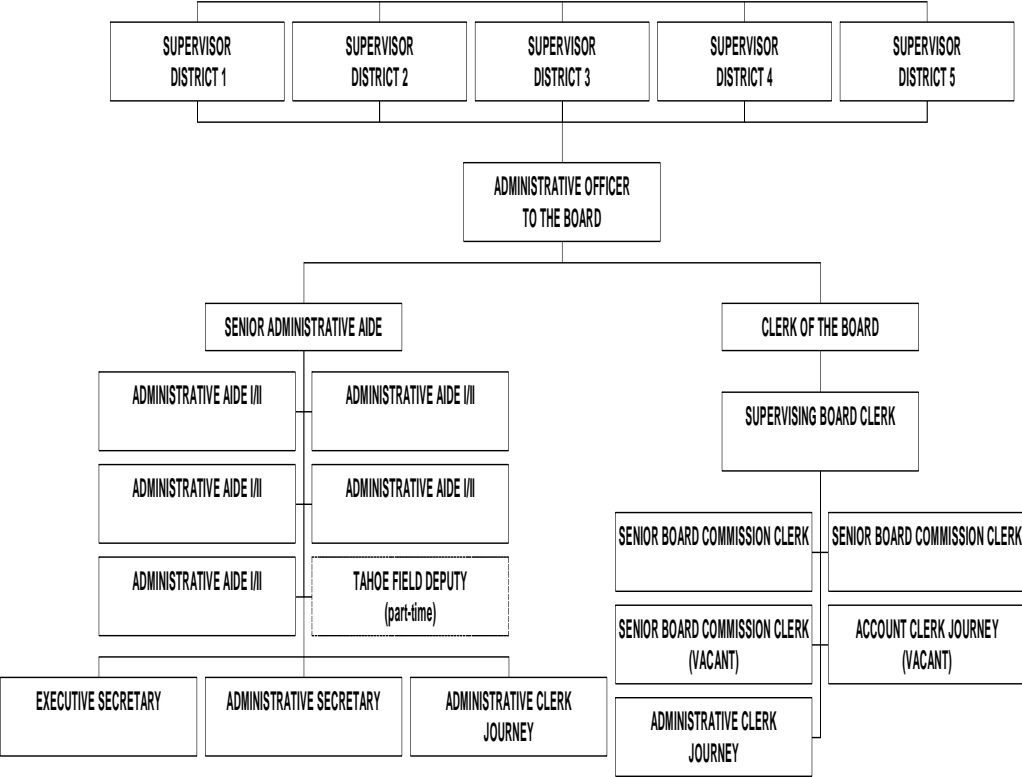 SUPERVISOR
DISTRICT 1
SUPERVISOR
DISTRICT 2
SUPERVISOR
DISTRICT 3
SUPERVISOR
DISTRICT 4
SUPERVISOR
DISTRICT 5
ADMINISTRATIVE OFFICER
TO THE BOARD
SENIOR ADMINISTRATIVE AIDE
ADMINISTRATIVE AIDE I/II
ADMINISTRATIVE AIDE I/II
ADMINISTRATIVE AIDE I/II
ADMINISTRATIVE AIDE I/II
ADMINISTRATIVE AIDE I/II
TAHOE FIELD DEPUTY
(part-time)
EXECUTIVE SECRETARY
ADMINISTRATIVE SECRETARY
ADMINISTRATIVE CLERK
JOURNEY
CLERK OF THE BOARD
SUPERVISING BOARD CLERK
SENIOR BOARD COMMISSION CLERK
SENIOR BOARD COMMISSION CLERK
SENIOR BOARD COMMISSION CLERK
(VACANT)
ACCOUNT CLERK JOURNEY
(VACANT)
ADMINISTRATIVE CLERK
JOURNEY